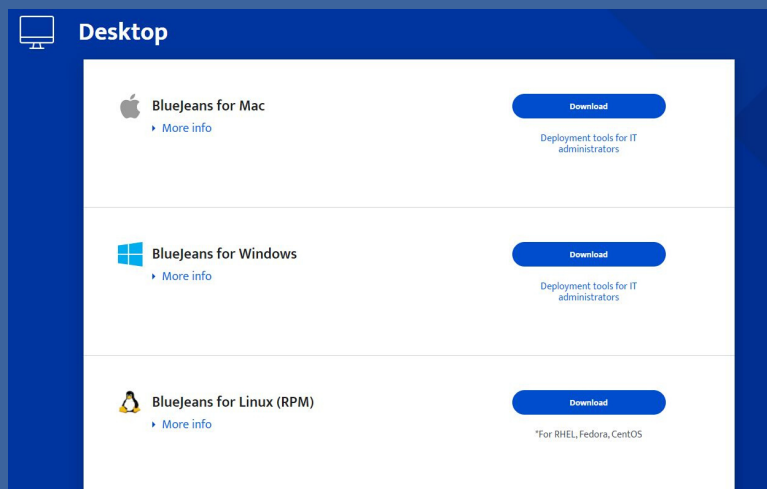 Desktop
BlueJeans for Mac
More info
Download
Deployment tools for IT
administrators
BlueJeans for Windows
More info
Download
Deployment tools for IT
administrators
BlueJeans for Linux (RPM)
More info
Download
*For RHEL, Fedora, CentOS